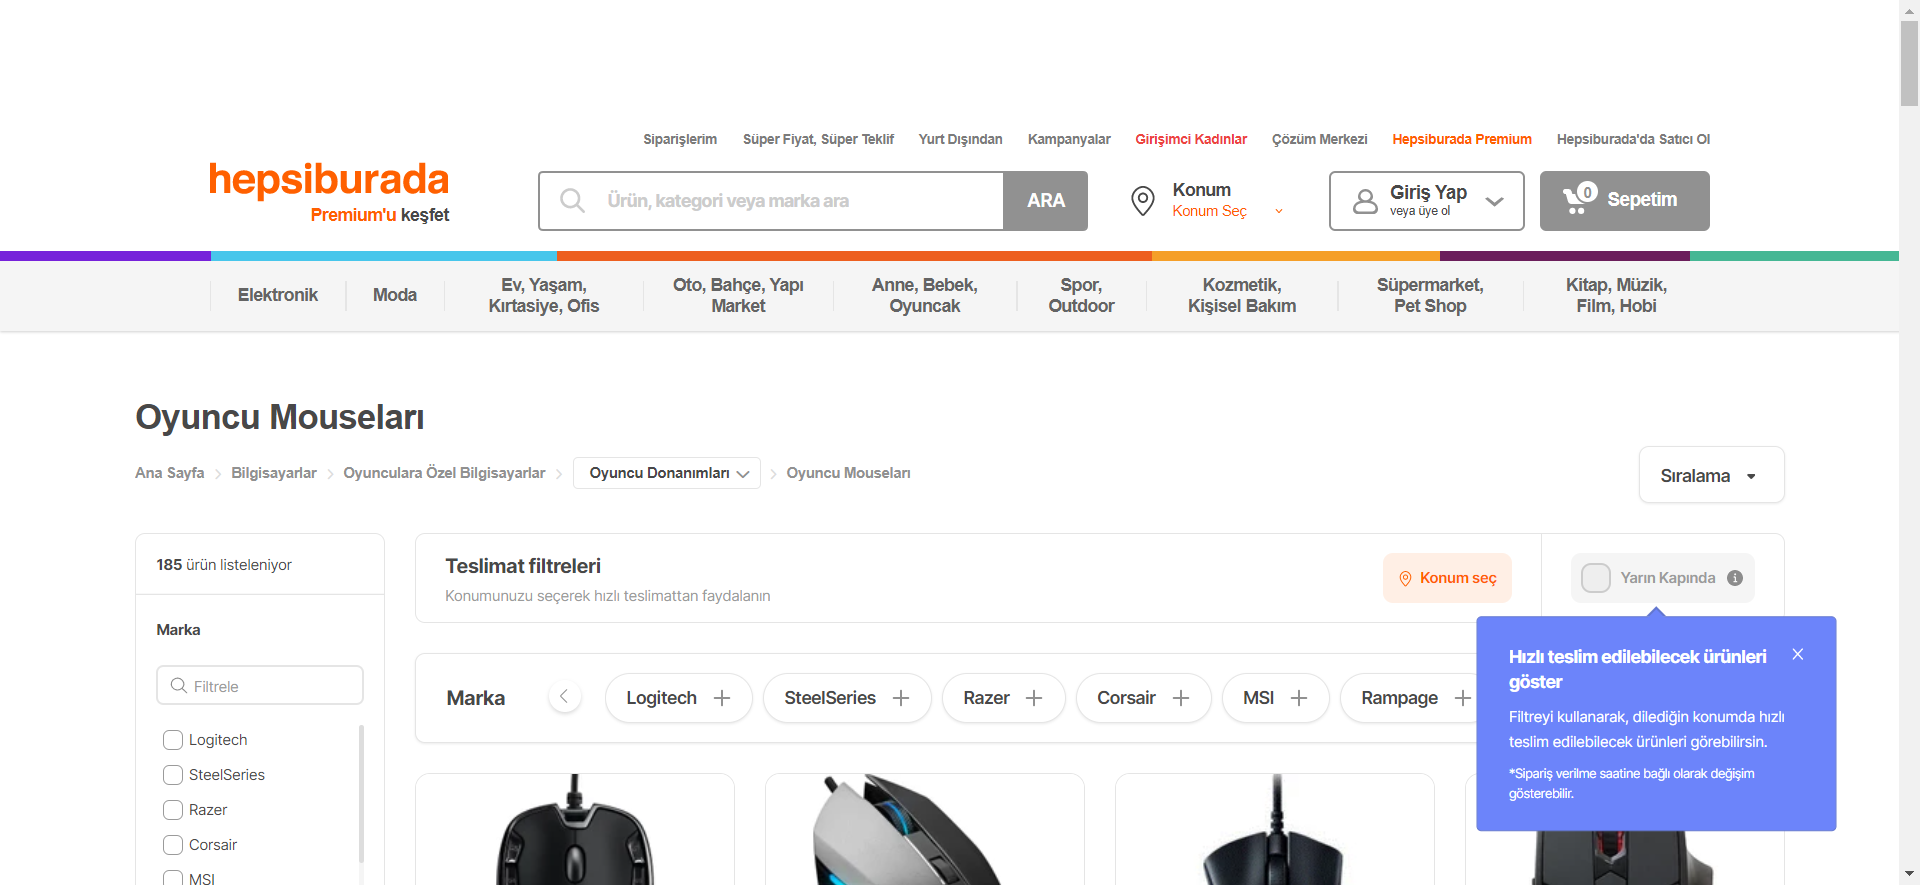 Siparişlerim Süper Fiyat, Süper Teklif Yurt Dışından Kampanyalar Girişimci Kadınlar Çözüm Merkezi Hepsiburada Premium Hepsiburada'da Satıcı Ol
hepsiburada
Premium'u keşfet
Ürün, kategori veya marka ara
ARA
Konum
Konum Seç
Giriş Yap
veya üye ol
0
Sepetim
Elektronik
Moda
Ev, Yaşam,
Kırtasiye, Ofis
Oto, Bahçe, Yapı
Market
Anne, Bebek,
Oyuncak
Spor,
Outdoor
Kozmetik,
Kişisel Bakım
Süpermarket,
Pet Shop
Kitap, Müzik,
Film, Hobi
Oyuncu Mouseları
Ana Sayfa Bilgisayarlar Oyunculara Özel Bilgisayarlar Oyuncu Donanımları Oyuncu Mouseları
Sıralama
185 ürün listeleniyor
Marka
Filtrele
Logitech
SteelSeries
Razer
Corsair
MSI
Teslimat filtreleri
Konumunuzu seçerek hızlı teslimattan faydalanın
Konum seç
Yarın Kapında
Marka
Logitech
SteelSeries
Razer
Corsair
MSI
Rampage
Hızlı teslim edilebilecek ürünleri
göster
Filtreyi kullanarak, dilediğin konumda hızlı
teslim edilebilecek ürünleri görebilirsin.
*Sipariş verilme saatine bağlı olarak değişim
gösterebilir.